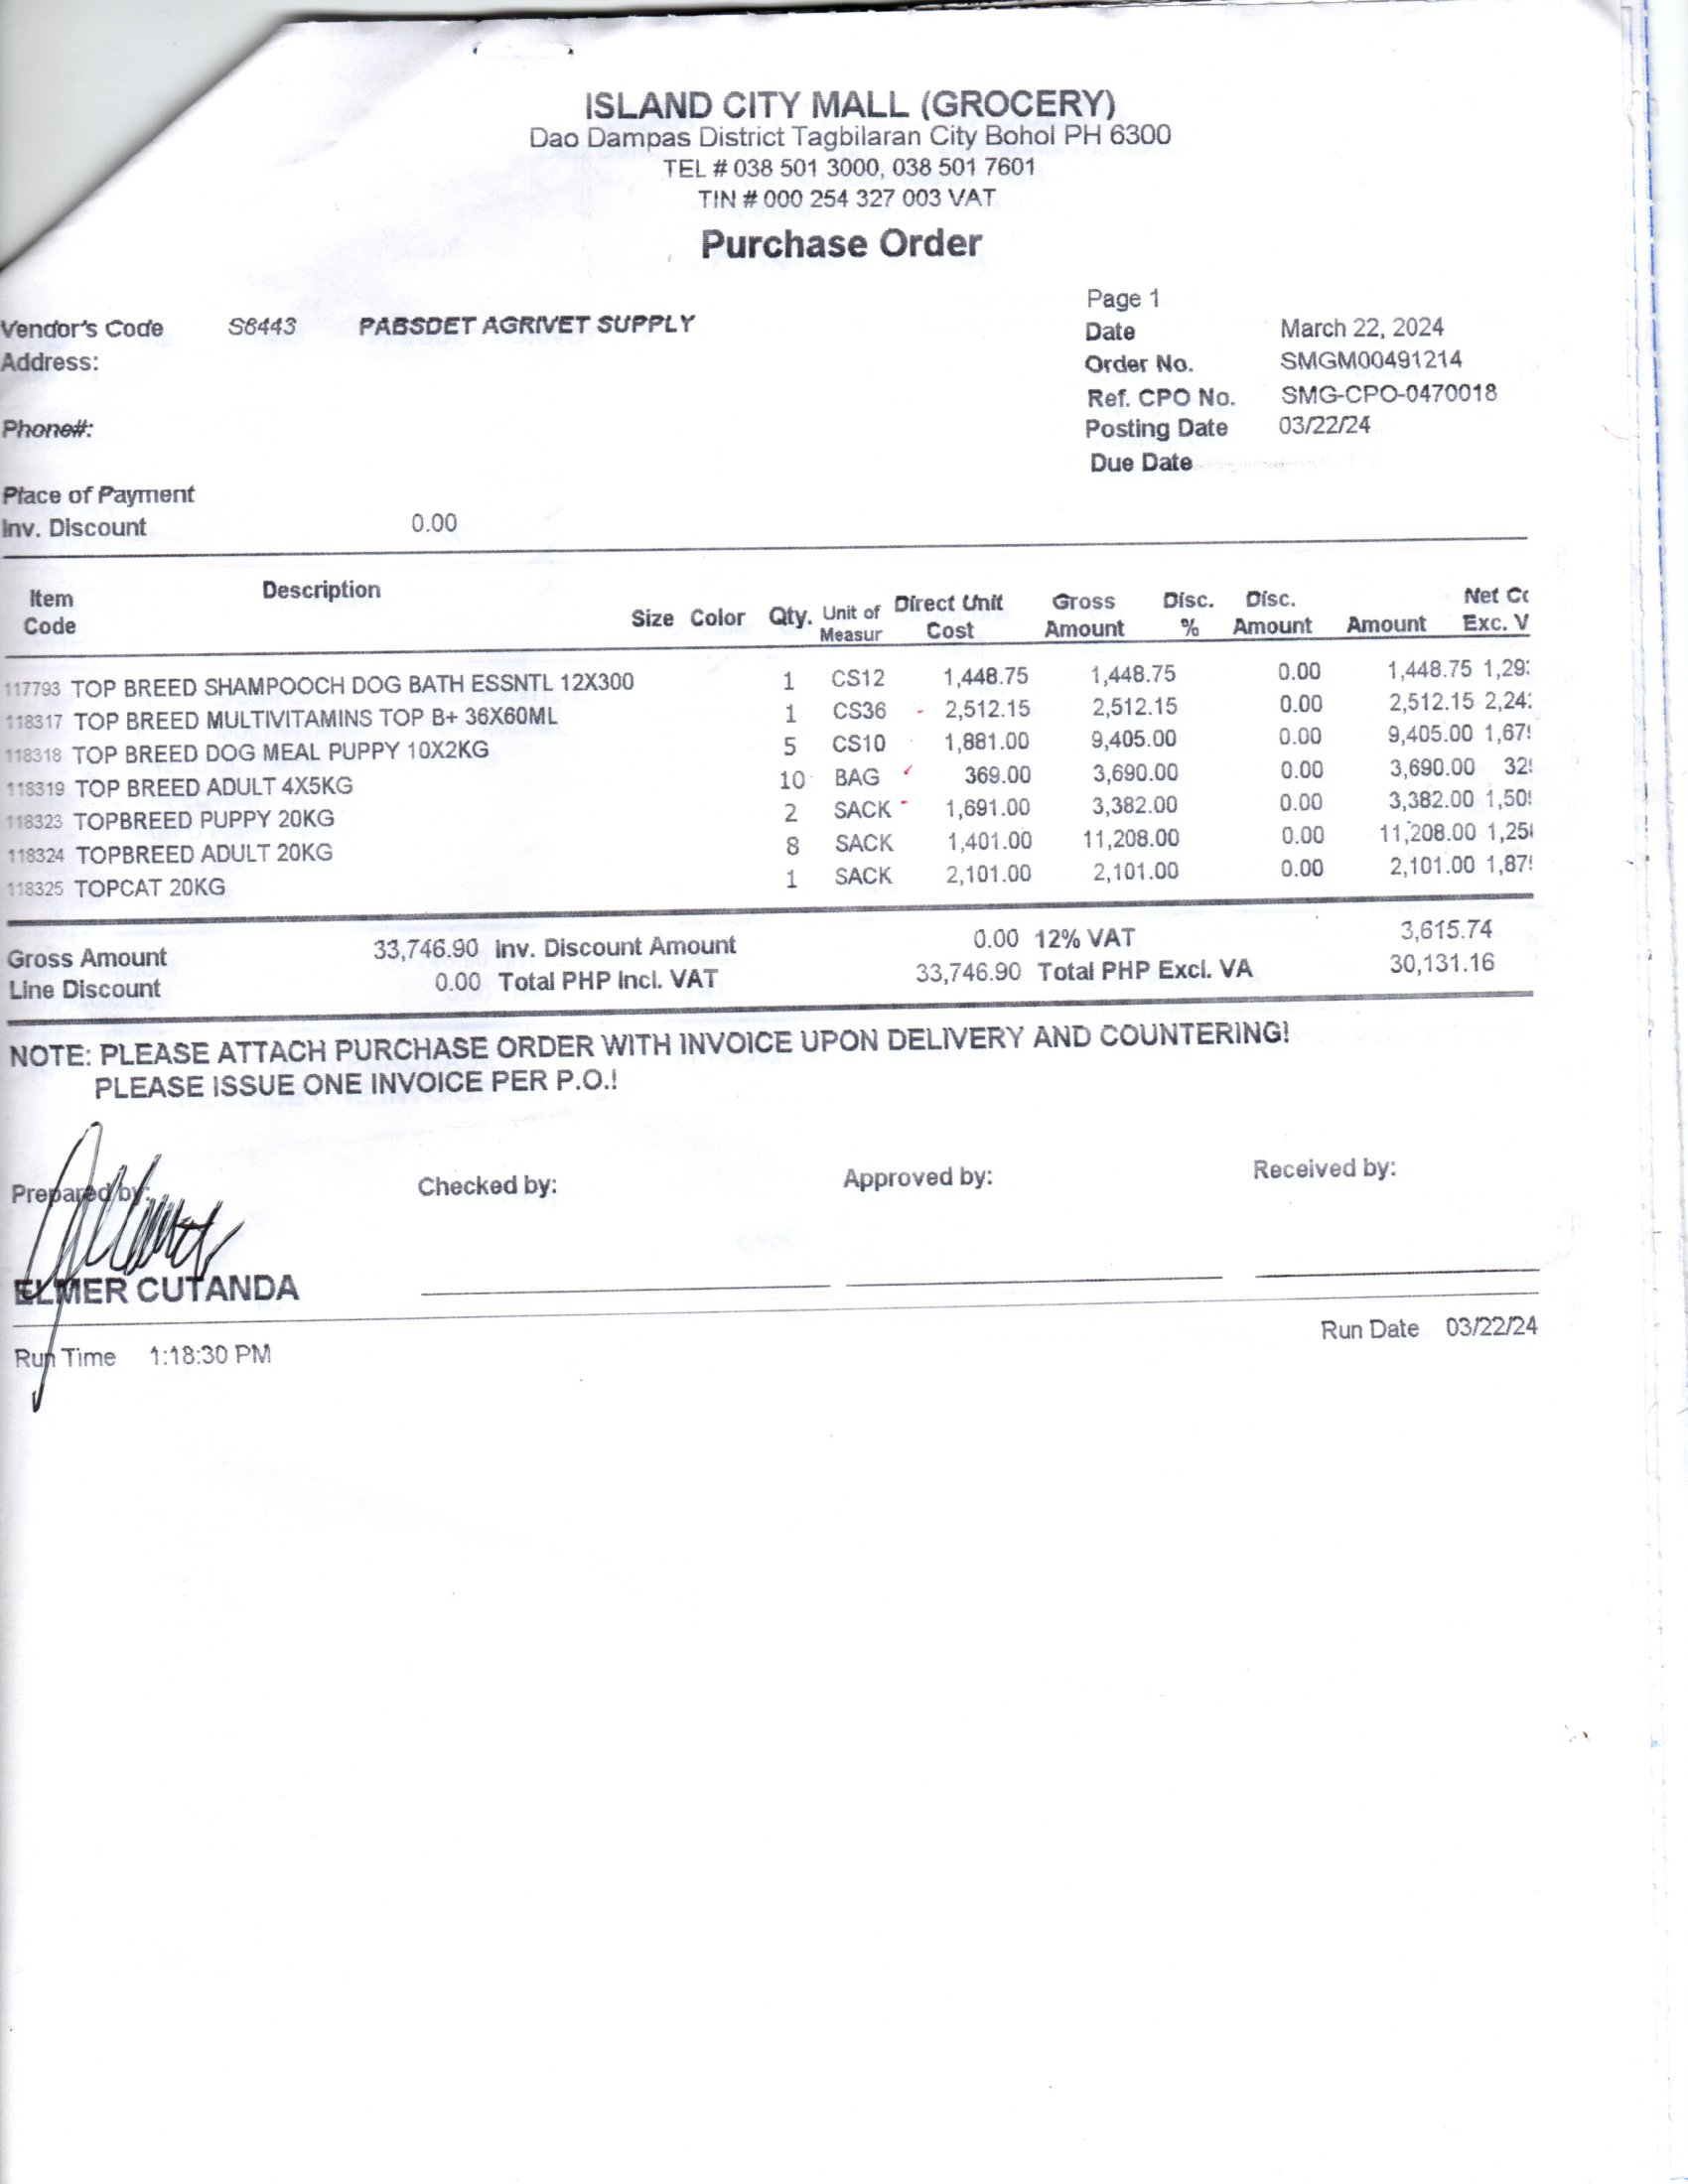 ISLAND CITY MALL (GROCERY)
Dao Dampas District Tagbilaran City Bohol PH 6300
TEL # 038 501 3000, 038 501 7601
TIN # 000 254 327 003 VAT
Purchase Order
Page 1
Vendor's Code S6443 PABSDET AGRIVET SUPPLY
Date March 22, 2024
Address:
Order No. SMGM00491214
Ref. CPO No. SMG-CPO-0470018
Phone#:
Posting Date 03/22/24
Due Date
Place of Payment
Inv. Discount 0.00
Item Code Description Size Color Qty. Unit of Measur Direct Unit Cost Gross Amount Disc. % Disc. Amount Amount Net Exc. V
117793 TOP BREED SHAMPOOCH DOG BATH ESSNTL 12X300 1 CS12 1,448.75 1,448.75 0.00 1,448.75 1,29
118317 TOP BREED MULTIVITAMINS TOP B+ 36X60ML 1 CS36 2,512.15 2,512.15 0.00 2,512.15 2,24
118318 TOP BREED DOG MEAL PUPPY 10X2KG 5 CS10 1,881.00 9,405.00 0.00 9,405.00 1,67
118319 TOP BREED ADULT 4X5KG 10 BAG 369.00 3,690.00 0.00 3,690.00 32
118323 TOPBREED PUPPY 20KG 2 SACK 1,691.00 3,382.00 0.00 3,382.00 1,50
118324 TOPBREED ADULT 20KG 8 SACK 1,401.00 11,208.00 0.00 11,208.00 1,25
118325 TOPCAT 20KG 1 SACK 2,101.00 2,101.00 0.00 2,101.00 1,87
Gross Amount 33,746.90 Inv. Discount Amount 0.00 12% VAT 3,615.74
Line Discount 0.00 Total PHP Incl. VAT 33,746.90 Total PHP Excl. VA 30,131.16
NOTE: PLEASE ATTACH PURCHASE ORDER WITH INVOICE UPON DELIVERY AND COUNTERING!
PLEASE ISSUE ONE INVOICE PER P.O.!
Prepared by: Checked by: Approved by: Received by:
ELMER CUTANDA
Run Time 1:18:30 PM Run Date 03/22/24